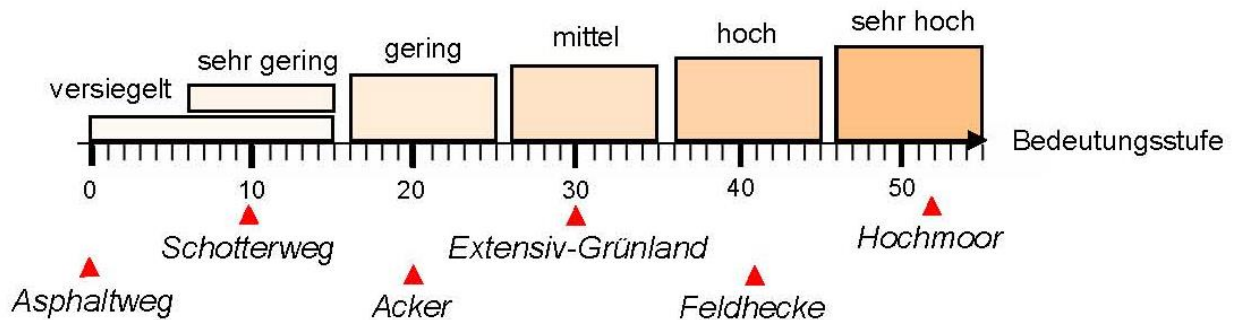 sehr hoch
hoch
mittel
gering
sehr gering
versiegelt
Bedeutungsstufe
0 10 20 30 40 50
Schotterweg Extensiv-Grünland Hochmoor
Asphaltweg Acker Feldhecke